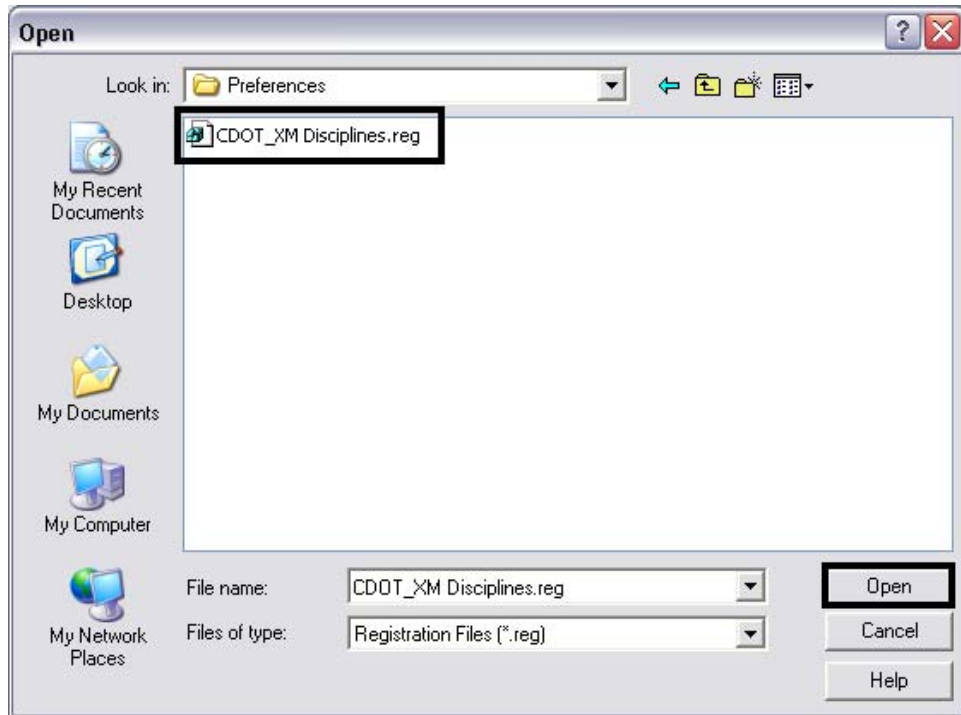 Open
Look in: Preferences
CDOT_XM Disciplines.reg
My Recent
Documents
Desktop
My Documents
My Computer
My Network
Places
File name: CDOT_XM Disciplines.reg Open
Files of type: Registration Files (*.reg) Cancel
Help